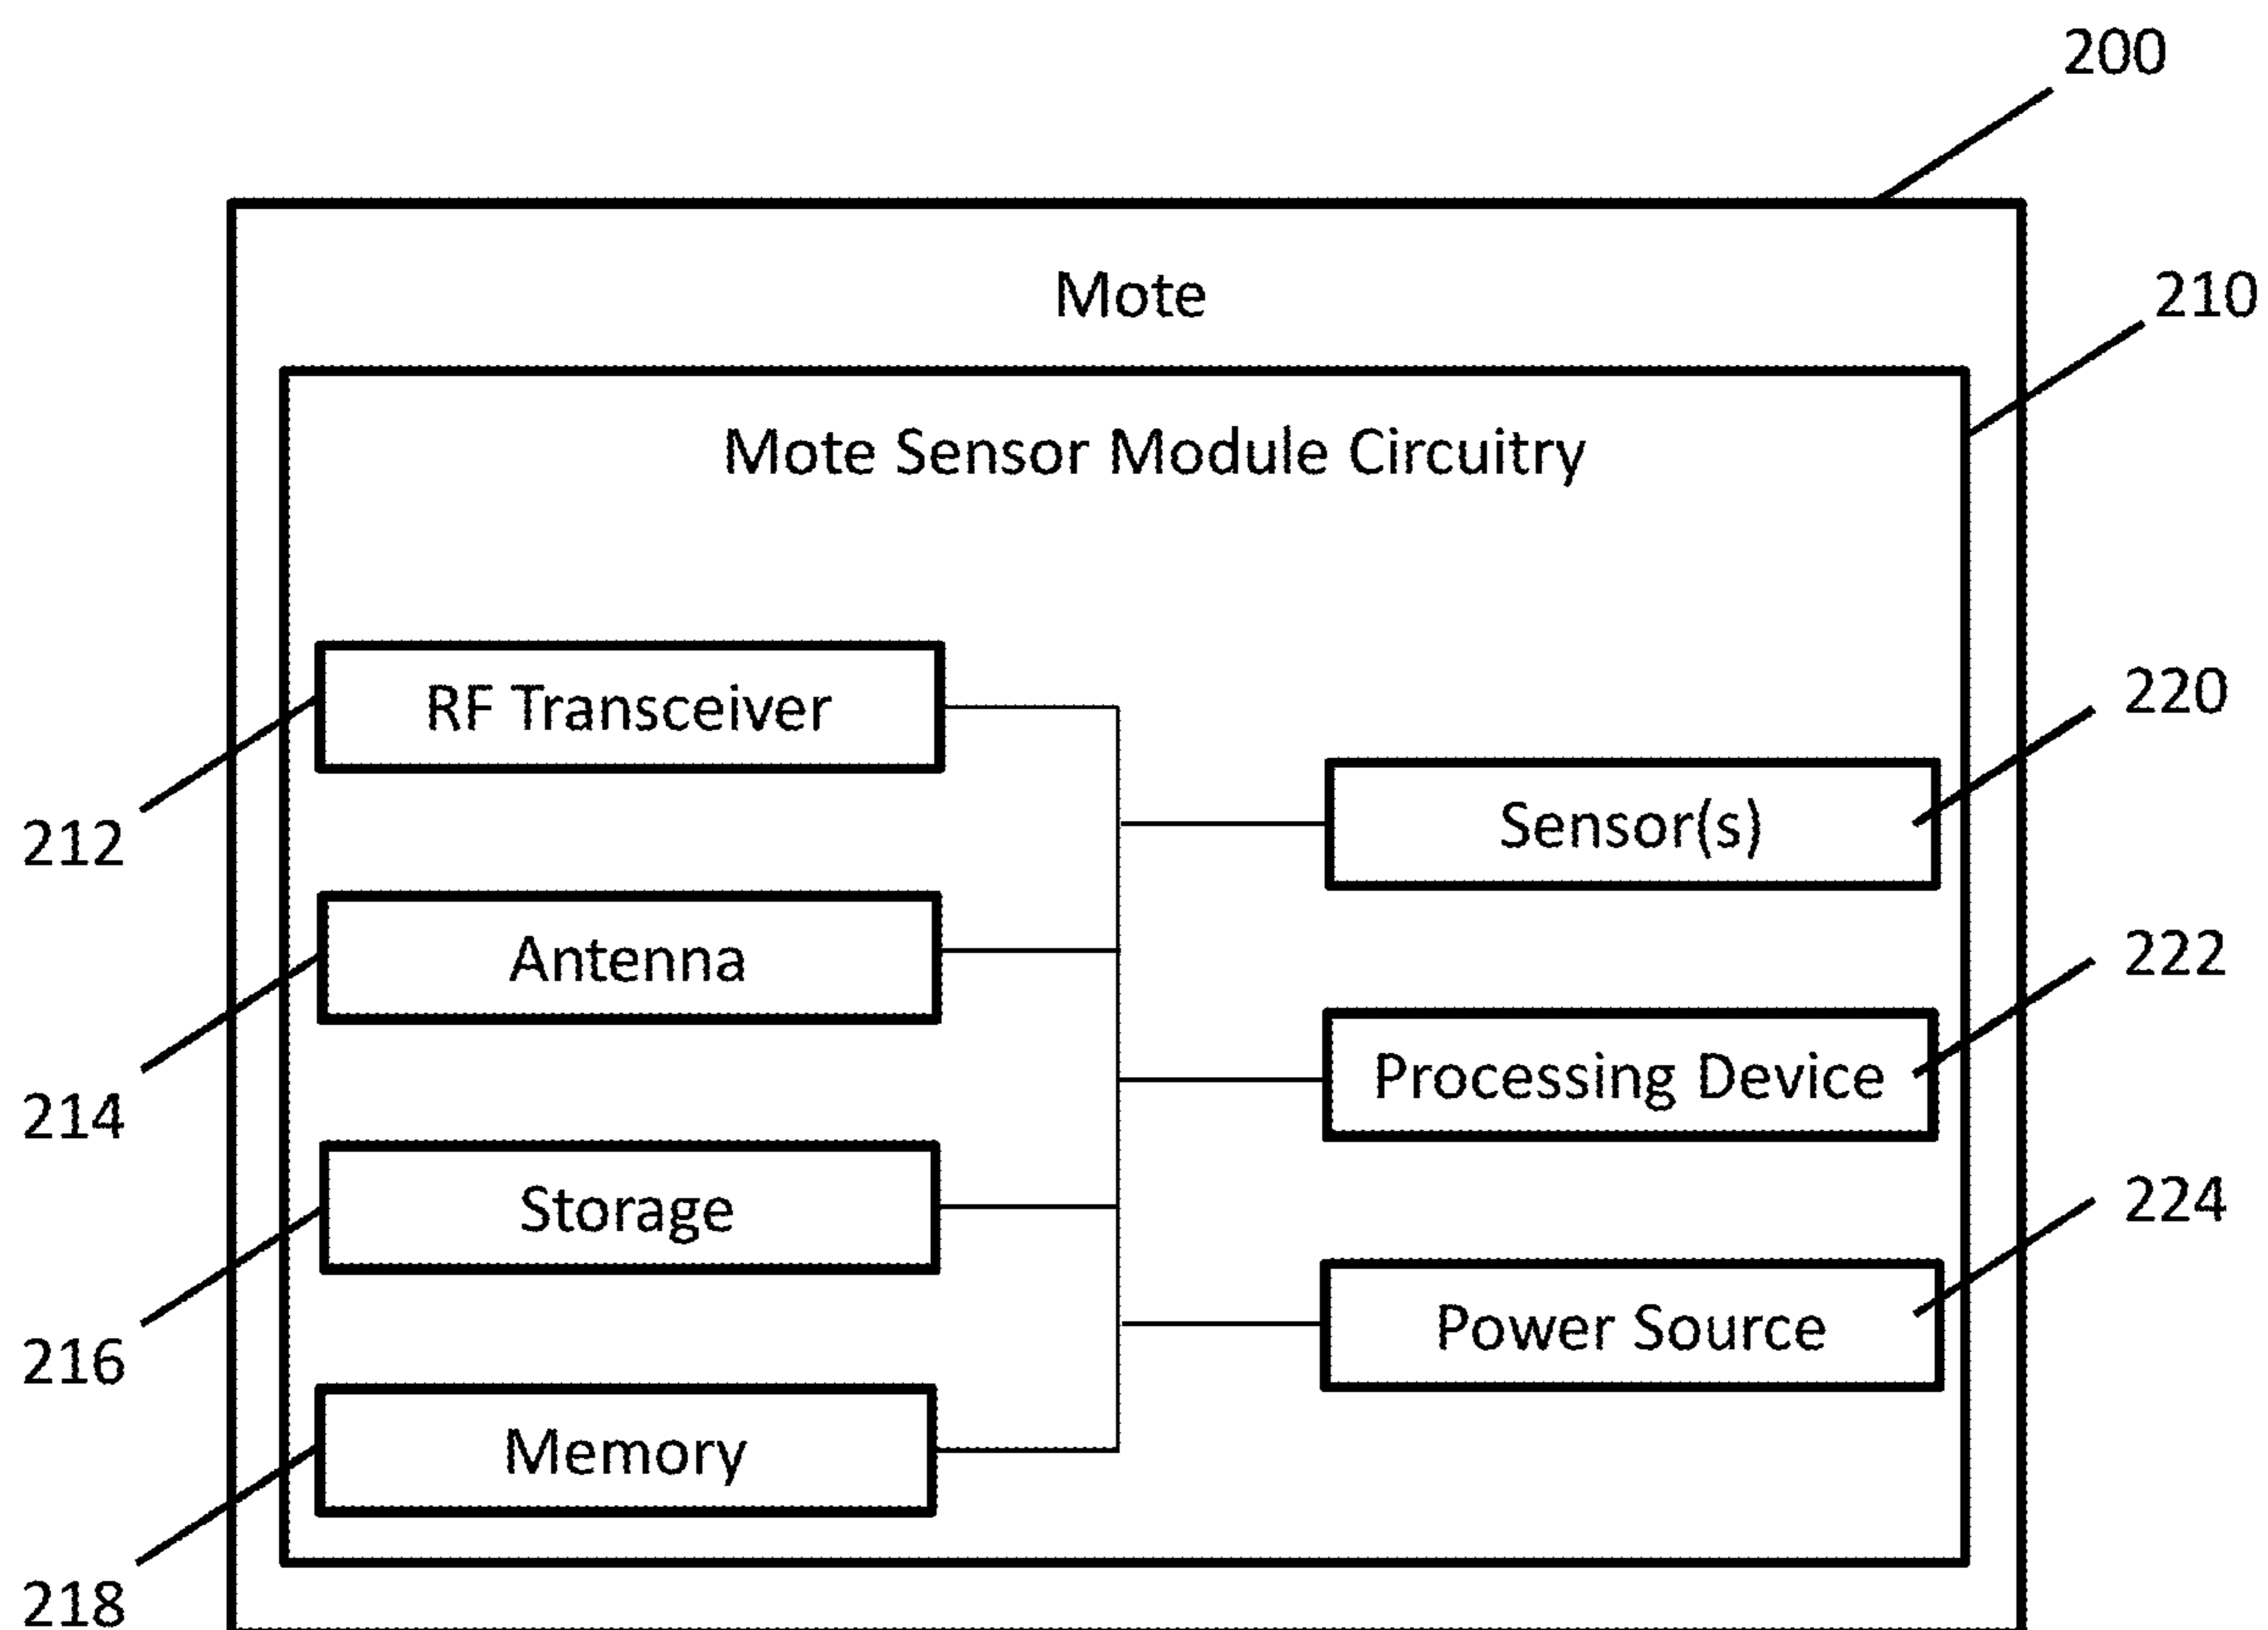 200
Mote
210
Mote Sensor Module Circuitry
RF Transceiver
220
Sensor(s)
212
Antenna
222
Processing Device
214
Storage
224
Power Source
216
Memory
218